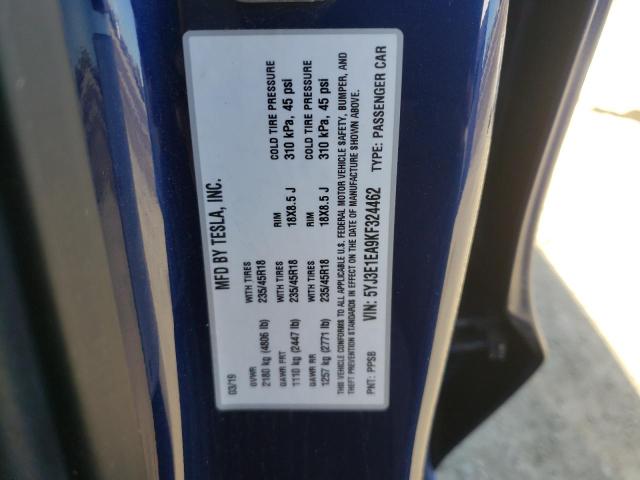 MFD BY TESLA, INC.
03/19
GVWR WITH TIRES
2180 kg (4806 lb) 235/45R18
GAWR FRT WITH TIRES RIM COLD TIRE PRESSURE
1110 kg (2447 lb) 235/45R18 18X8.5 J 310 kPa, 45 psi
GAWR RR WITH TIRES RIM COLD TIRE PRESSURE
1257 kg (2771 lb) 235/45R18 18X8.5 J 310 kPa, 45 psi
THIS VEHICLE CONFORMS TO ALL APPLICABLE U.S. FEDERAL MOTOR VEHICLE SAFETY, BUMPER, AND
THEFT PREVENTION STANDARDS IN EFFECT ON THE DATE OF MANUFACTURE SHOWN ABOVE.
VIN: 5YJ3E1EA9KF324462
PNT: PPSB TYPE: PASSENGER CAR